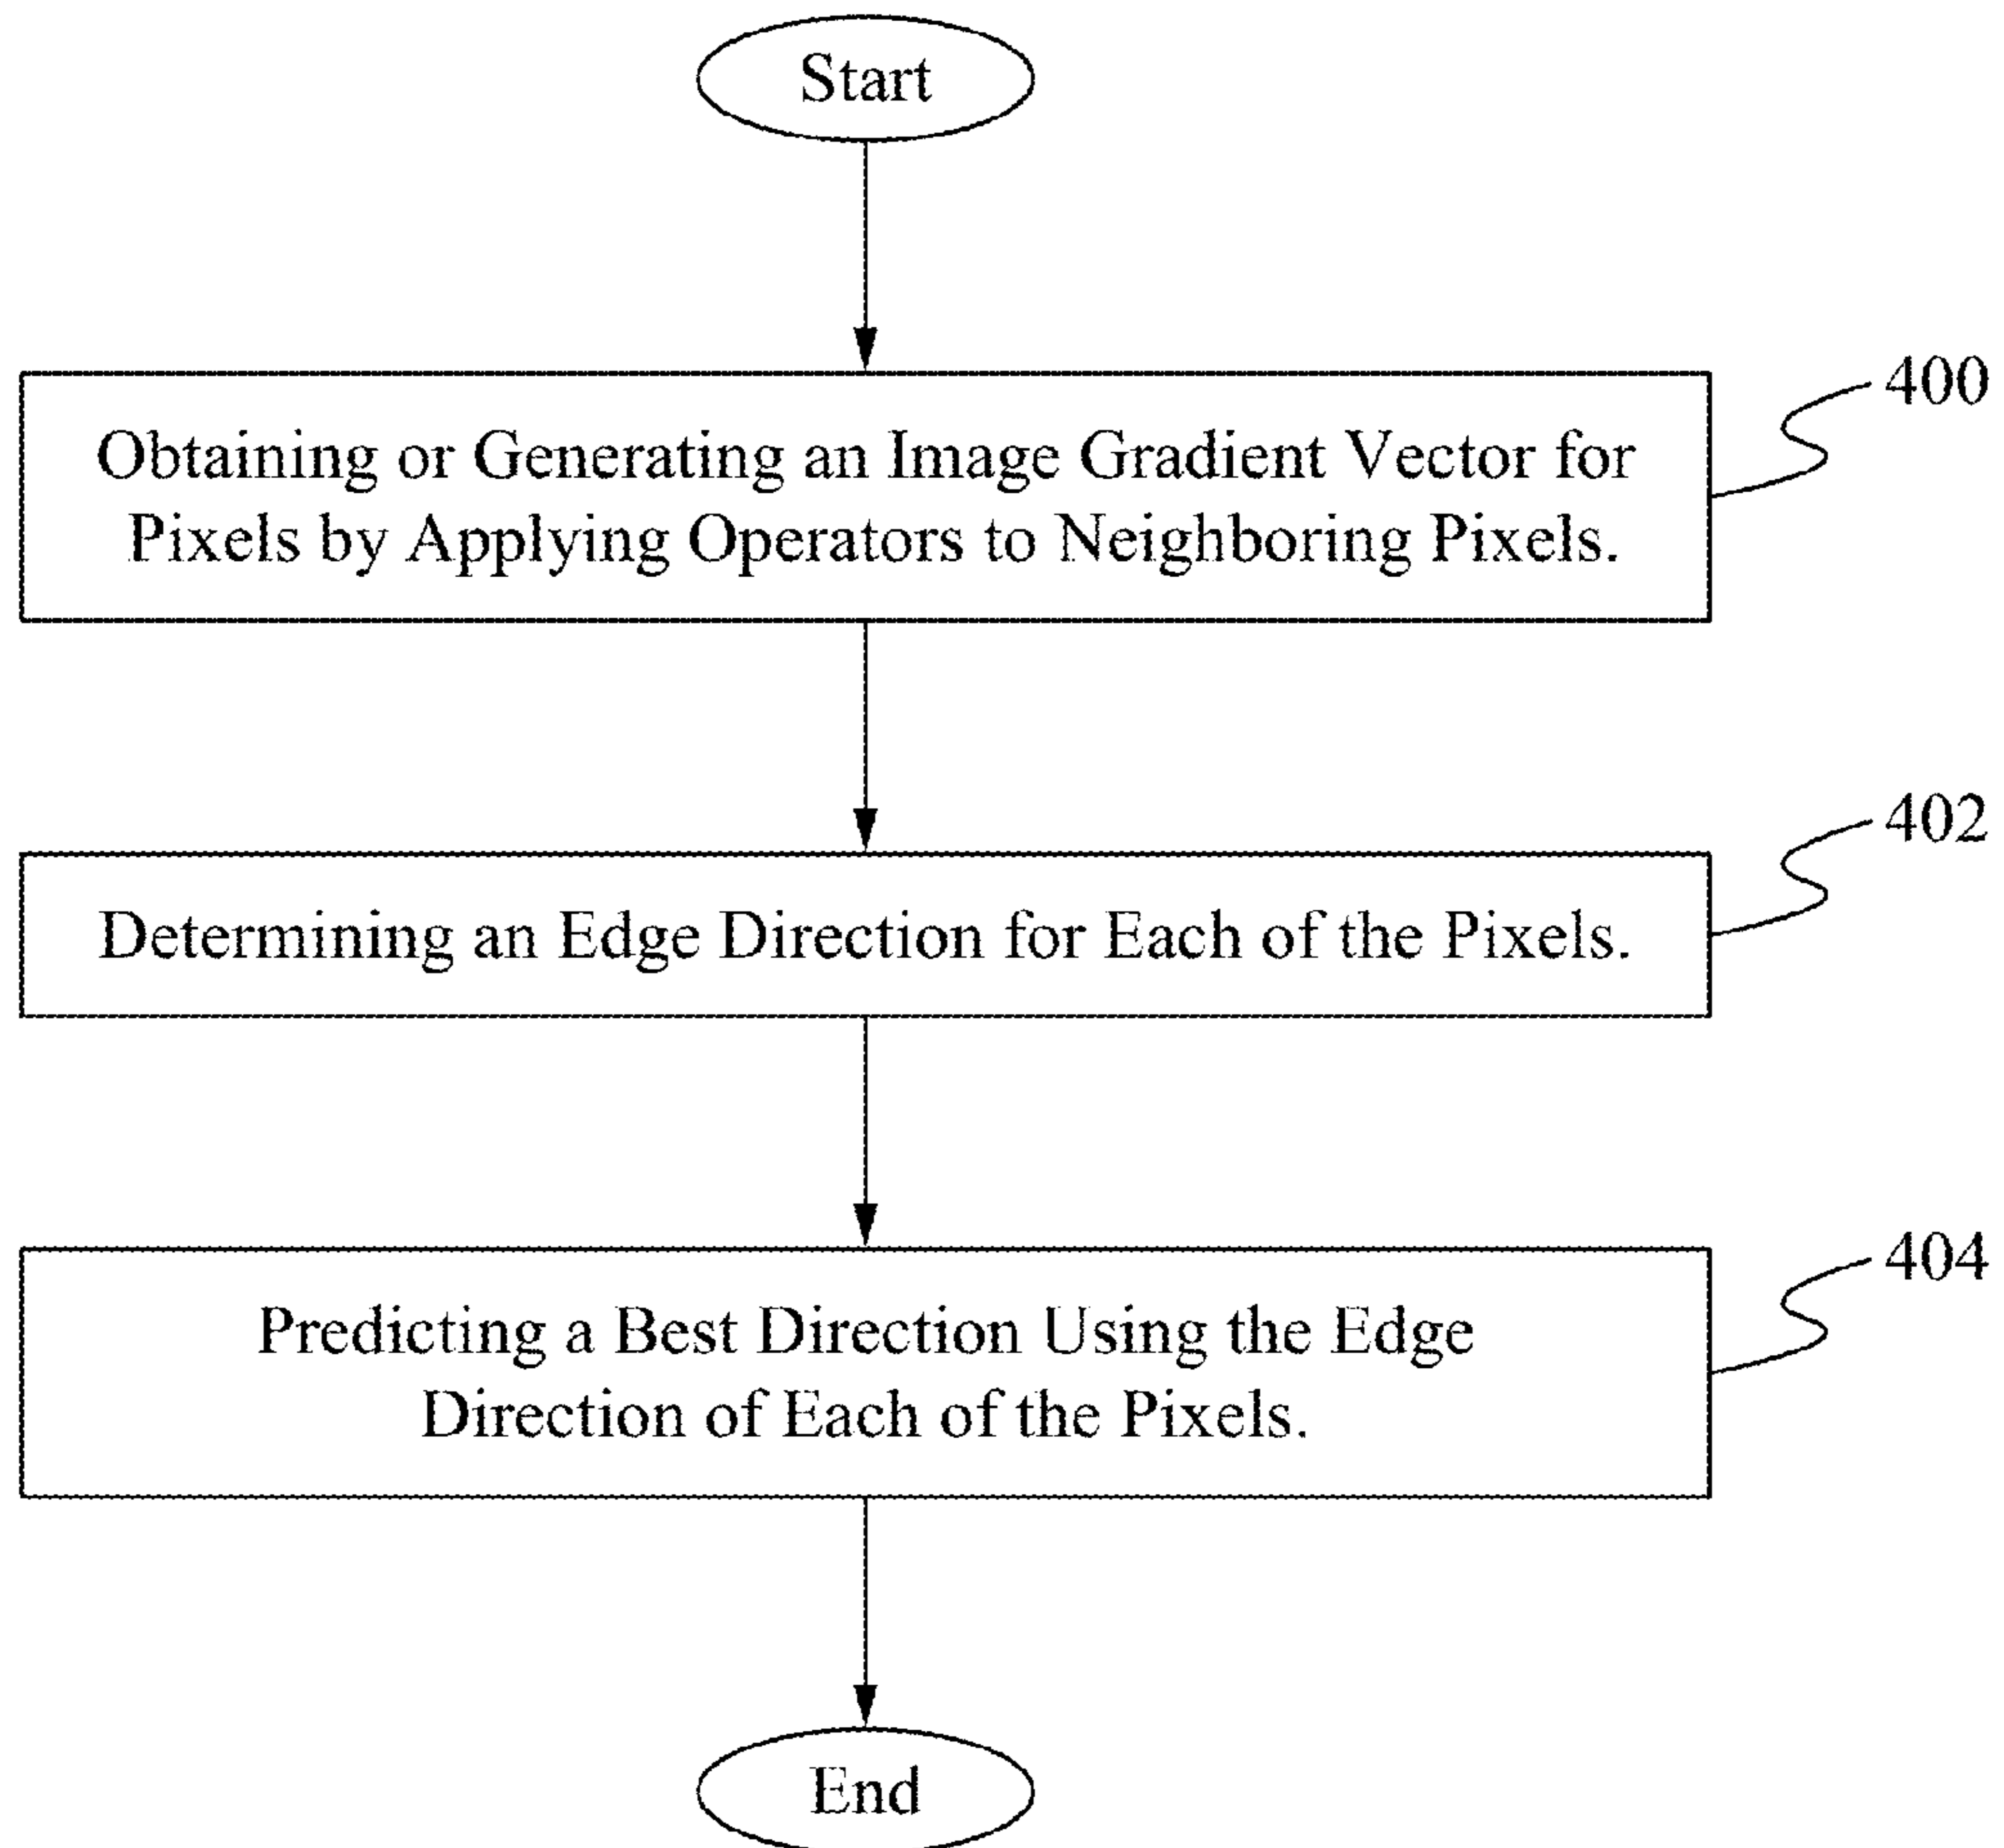 Start
400
Obtaining or Generating an Image Gradient Vector for
Pixels by Applying Operators to Neighboring Pixels.
402
Determining an Edge Direction for Each of the Pixels.
404
Predicting a Best Direction Using the Edge
Direction of Each of the Pixels.
End